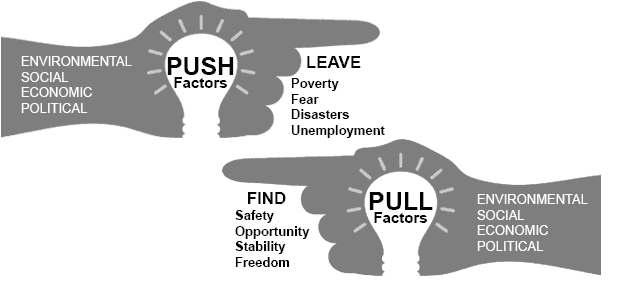 ENVIRONMENTAL
SOCIAL
ECONOMIC
POLITICAL
PUSH
Factors
LEAVE
Poverty
Fear
Disasters
Unemployment
FIND
Safety
Opportunity
Stability
Freedom
PULL
Factors
ENVIRONMENTAL
SOCIAL
ECONOMIC
POLITICAL